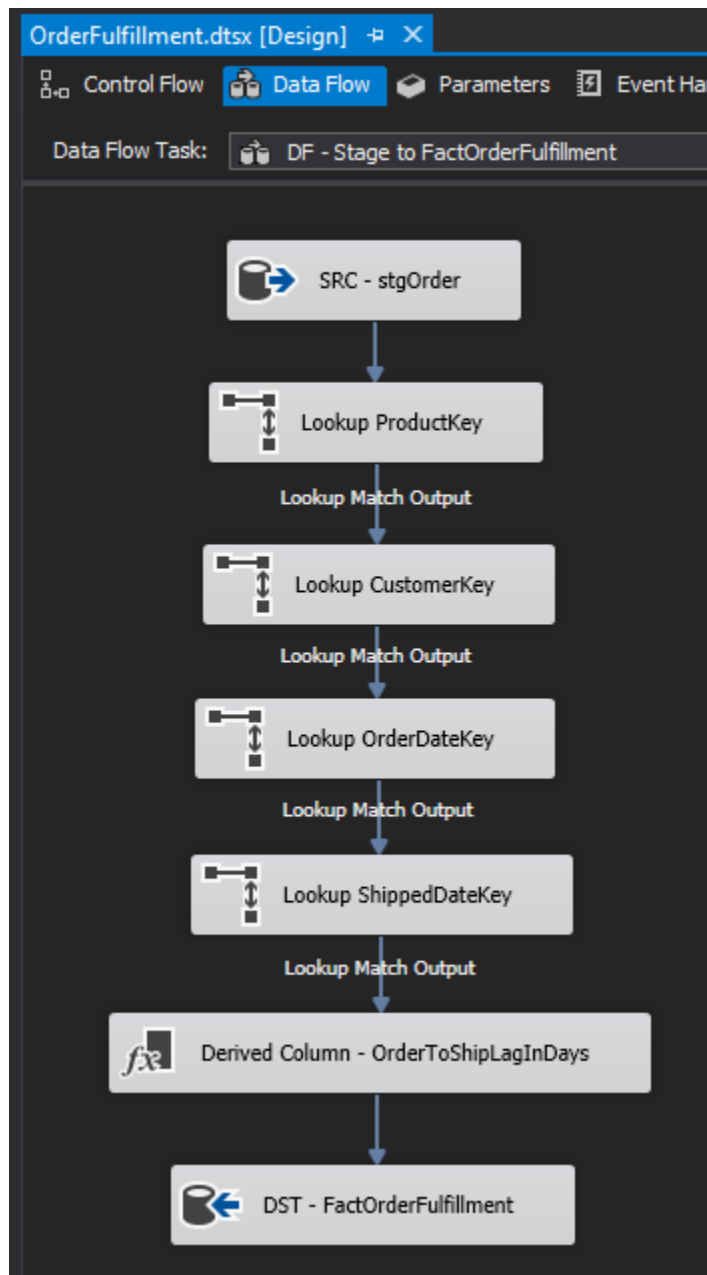 OrderFulfillment.dtsx [Design]
Control Flow Data Flow Parameters Event Ha
Data Flow Task: DF - Stage to FactOrderFulfillment
SRC - stgOrder
Lookup ProductKey
Lookup Match Output
Lookup CustomerKey
Lookup Match Output
Lookup OrderDateKey
Lookup Match Output
Lookup ShippedDateKey
Lookup Match Output
fx Derived Column - OrderToShipLagInDays
DST - FactOrderFulfillment